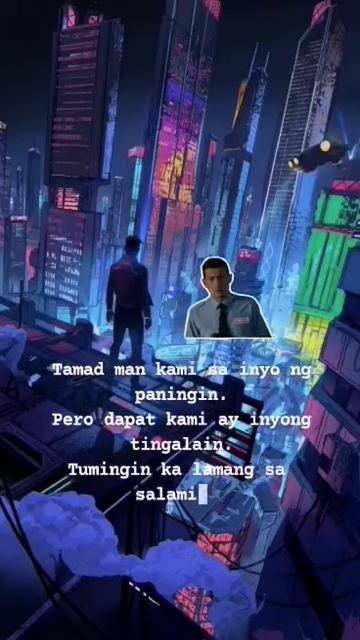 Tamad man kami sa inyo ng
paningin.
Pero dapat kami ay inyong
tingalain.
Tumingin ka lamang sa
salami